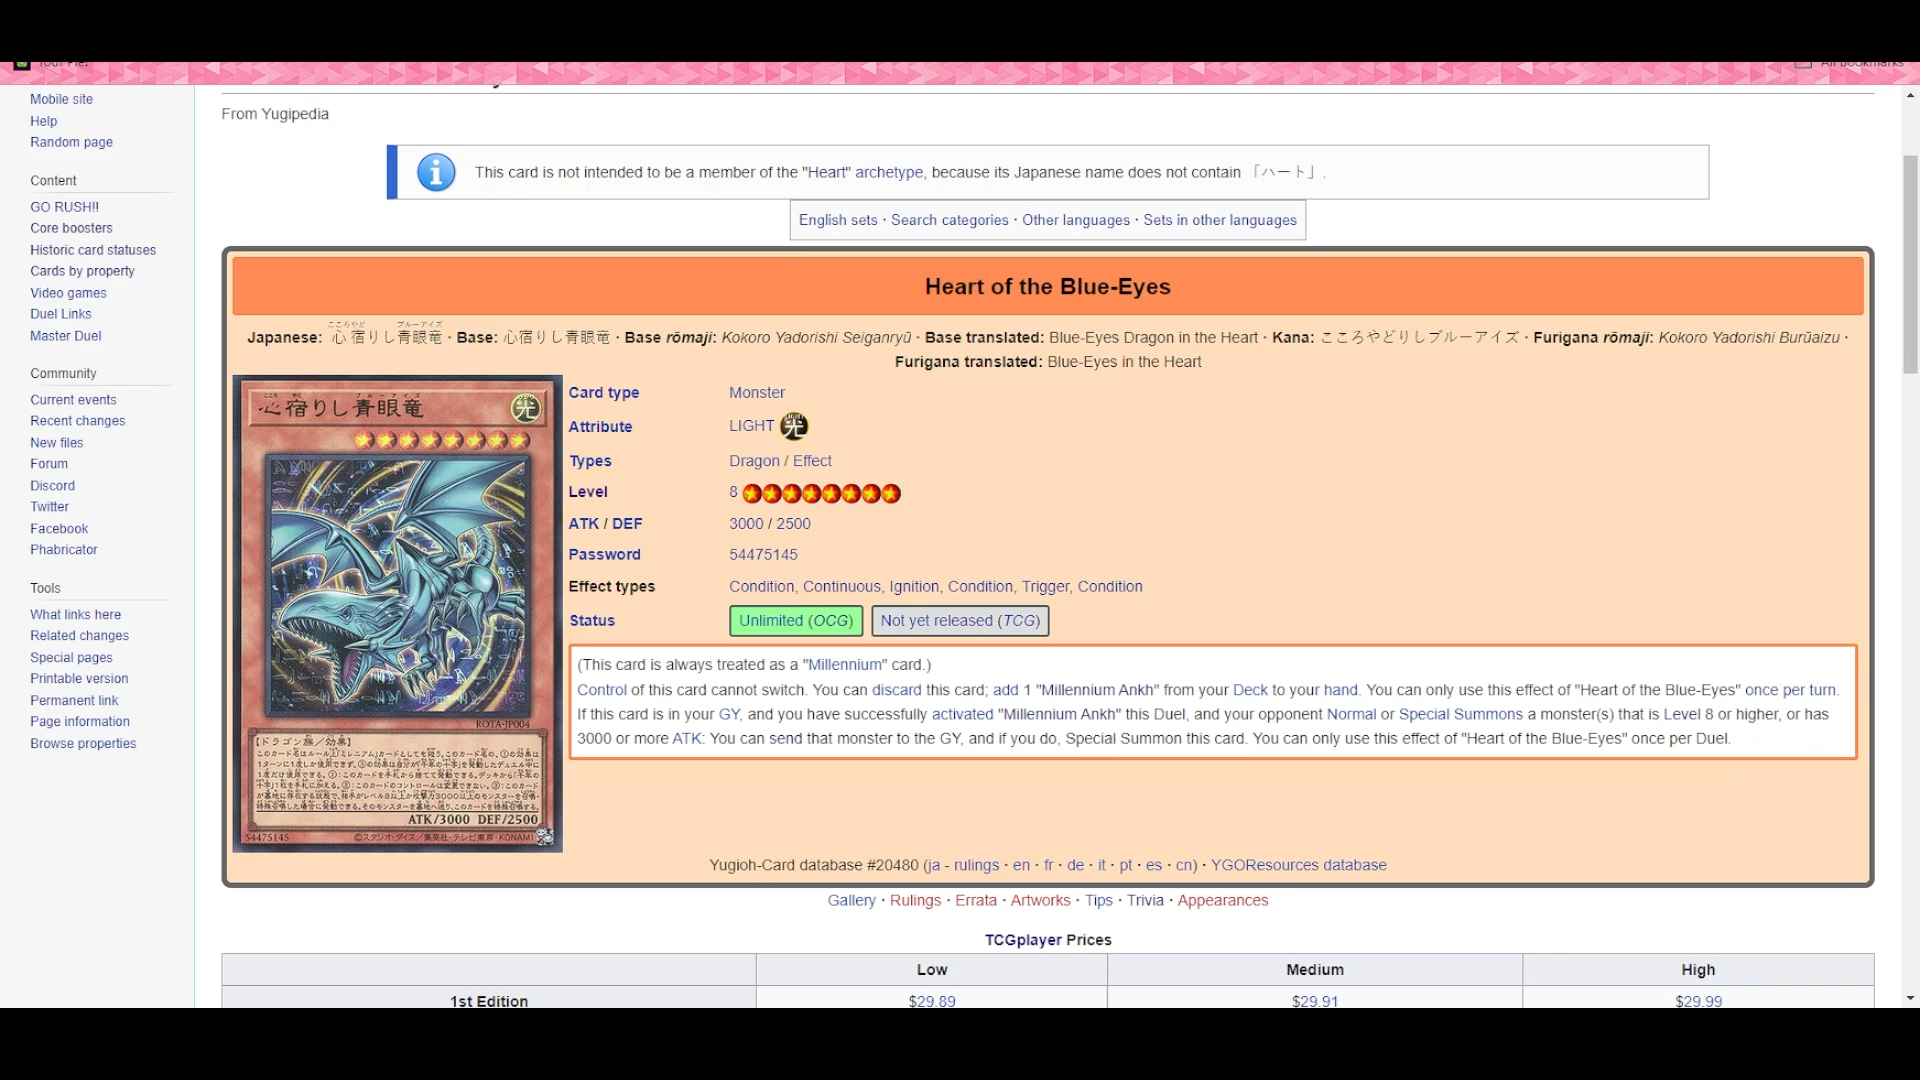 Mobile site
Help
Random page
Content
GO RUSH!!
Core boosters
Historic card statuses
Cards by property
Video games
Duel Links
Master Duel
Community
Current events
Recent changes
New files
Forum
Discord
Twitter
Facebook
Phabricator
Tools
What links here
Related changes
Special pages
Printable version
Permanent link
Page information
Browse properties
From Yugipedia
This card is not intended to be a member of the "Heart" archetype, because its Japanese name does not contain 「ハート」.
English sets · Search categories · Other languages · Sets in other languages
Heart of the Blue-Eyes
Japanese: 心宿りし青眼竜 · Base: 心宿りし青眼竜 · Base rōmaji: Kokoro Yadorishi Seiganryū · Base translated: Blue-Eyes Dragon in the Heart · Kana: こころやどりしブルーアイズ · Furigana rōmaji: Kokoro Yadorishi Burūaizu ·
Furigana translated: Blue-Eyes in the Heart
心宿りし青眼竜 光
ROTA-JP004
【ドラゴン族／効果】
ATK/3000 DEF/2500
54475145
Card type Monster
Attribute LIGHT 光
Types Dragon / Effect
Level 8
ATK / DEF 3000 / 2500
Password 54475145
Effect types Condition, Continuous, Ignition, Condition, Trigger, Condition
Status Unlimited (OCG) Not yet released (TCG)
(This card is always treated as a "Millennium" card.)
Control of this card cannot switch. You can discard this card; add 1 "Millennium Ankh" from your Deck to your hand. You can only use this effect of "Heart of the Blue-Eyes" once per turn.
If this card is in your GY, and you have successfully activated "Millennium Ankh" this Duel, and your opponent Normal or Special Summons a monster(s) that is Level 8 or higher, or has
3000 or more ATK: You can send that monster to the GY, and if you do, Special Summon this card. You can only use this effect of "Heart of the Blue-Eyes" once per Duel.
Yugioh-Card database #20480 (ja - rulings · en · fr · de · it · pt · es · cn) · YGOResources database
Gallery · Rulings · Errata · Artworks · Tips · Trivia · Appearances
TCGplayer Prices
Low Medium High
1st Edition $29.89 $29.91 $29.99